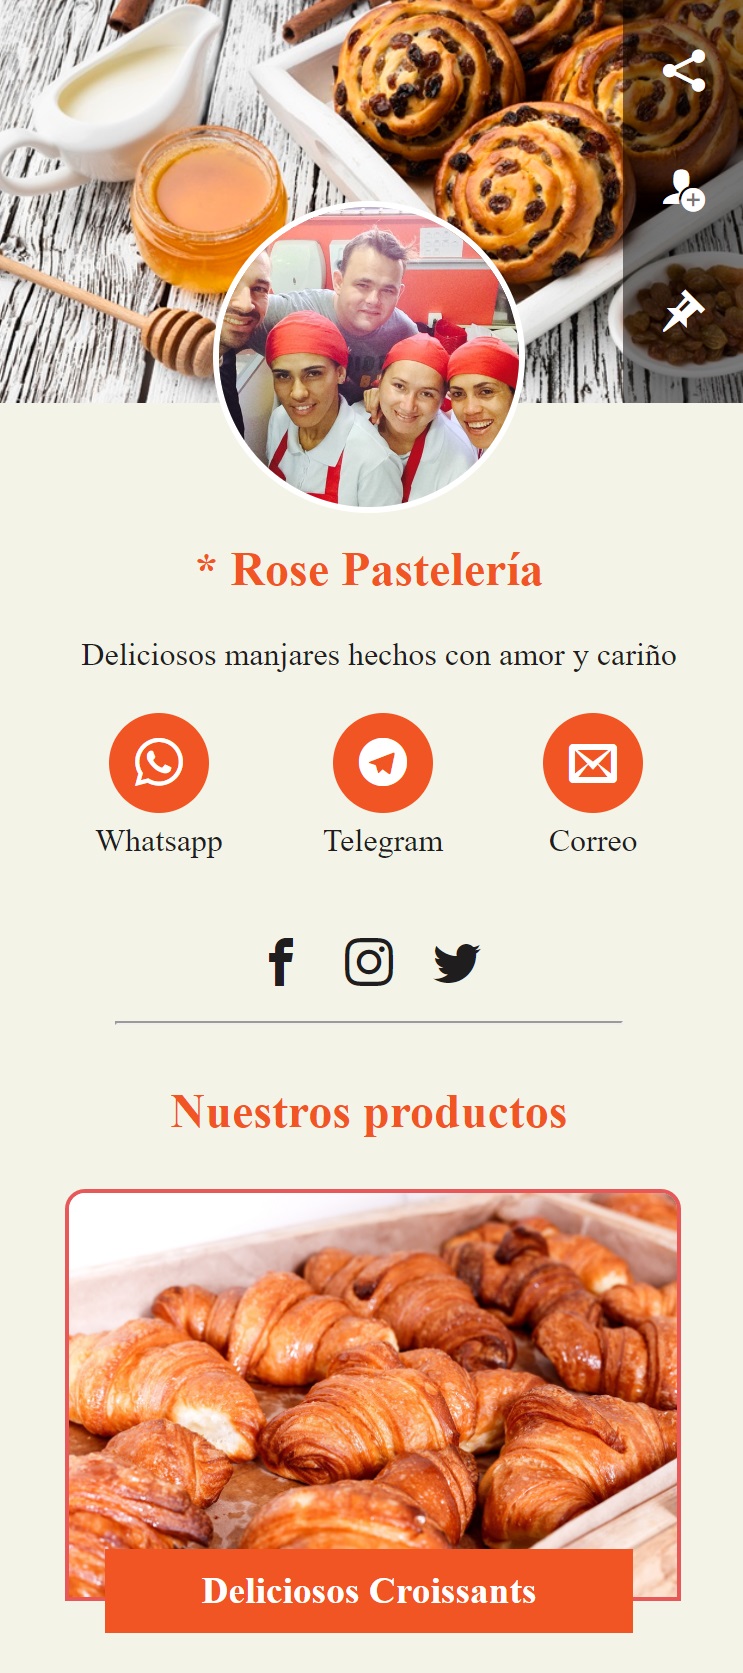 * Rose Pastelería
Deliciosos manjares hechos con amor y cariño
Whatsapp Telegram Correo
Nuestros productos
Deliciosos Croissants